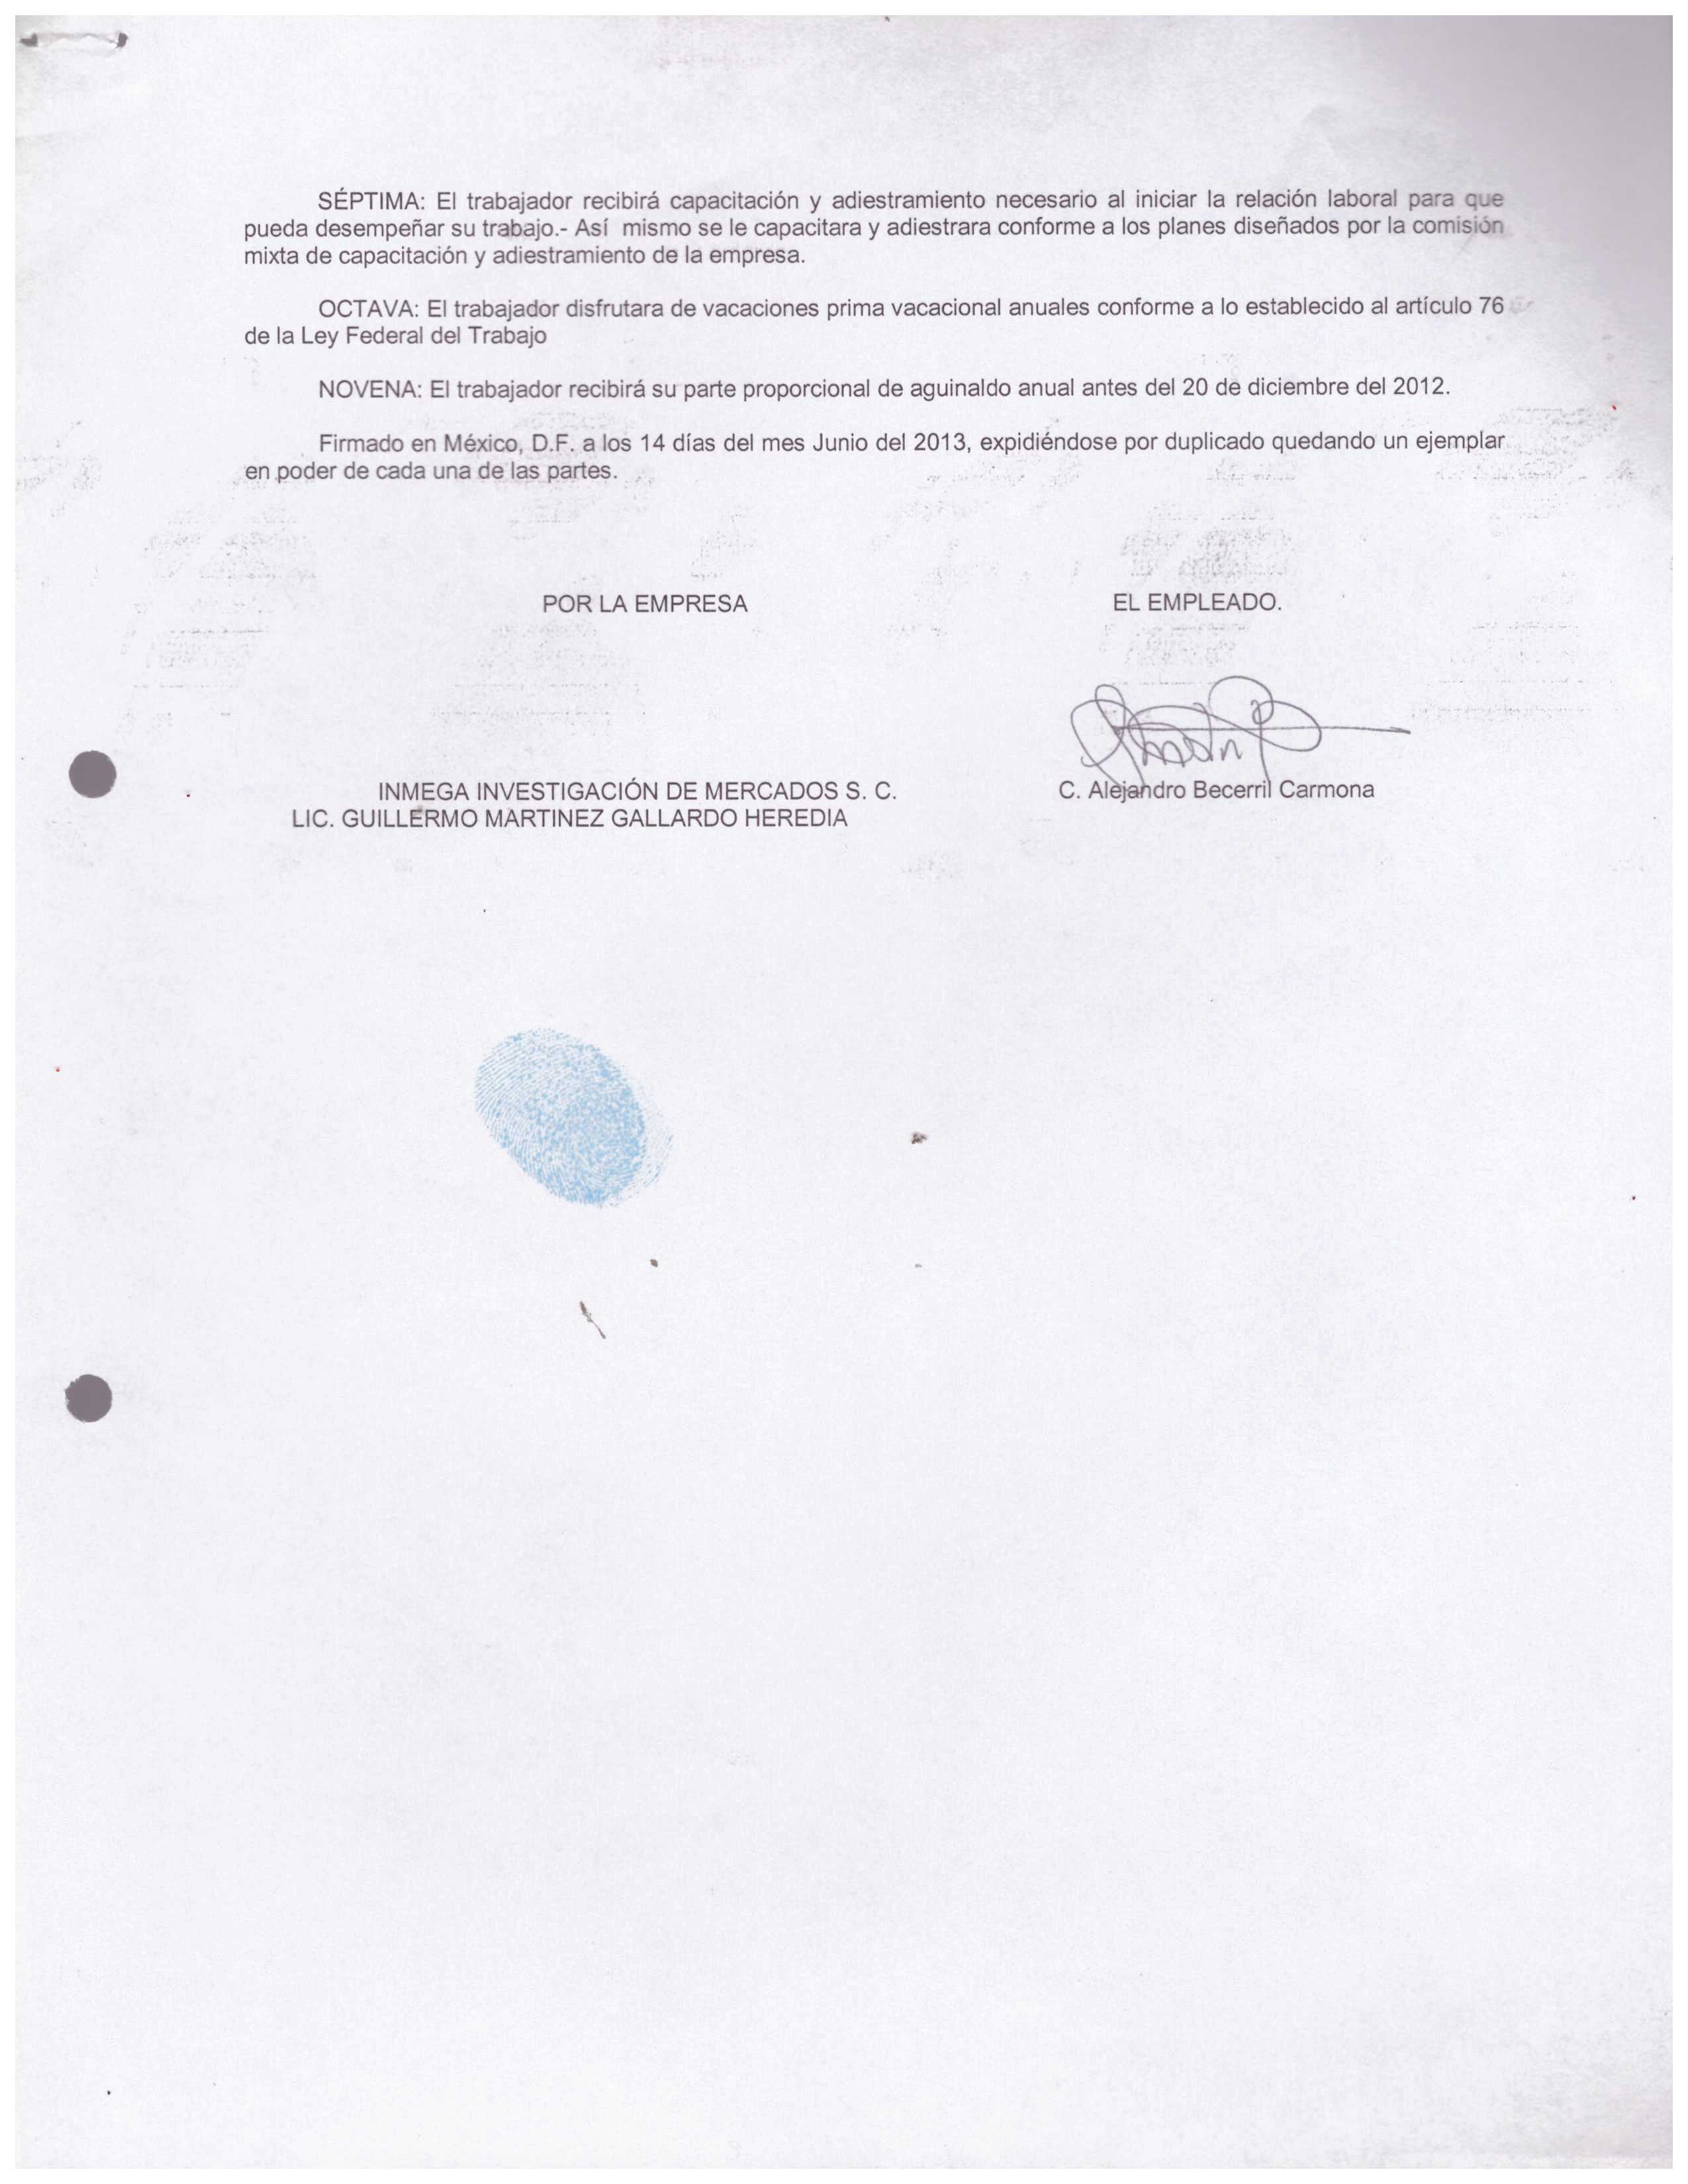 SÉPTIMA: El trabajador recibirá capacitación y adiestramiento necesario al iniciar la relación laboral para que
pueda desempeñar su trabajo.- Así  mismo se le capacitara y adiestrara conforme a los planes diseñados por la comisión
mixta de capacitación y adiestramiento de la empresa.
OCTAVA: El trabajador disfrutara de vacaciones prima vacacional anuales conforme a lo establecido al artículo 76
de la Ley Federal del Trabajo
NOVENA: El trabajador recibirá su parte proporcional de aguinaldo anual antes del 20 de diciembre del 2012.
Firmado en México, D.F. a los 14 días del mes Junio del 2013, expidiéndose por duplicado quedando un ejemplar
en poder de cada una de las partes.
POR LA EMPRESA
EL EMPLEADO.
INMEGA INVESTIGACIÓN DE MERCADOS S. C.
LIC. GUILLERMO MARTINEZ GALLARDO HEREDIA
C. Alejandro Becerril Carmona